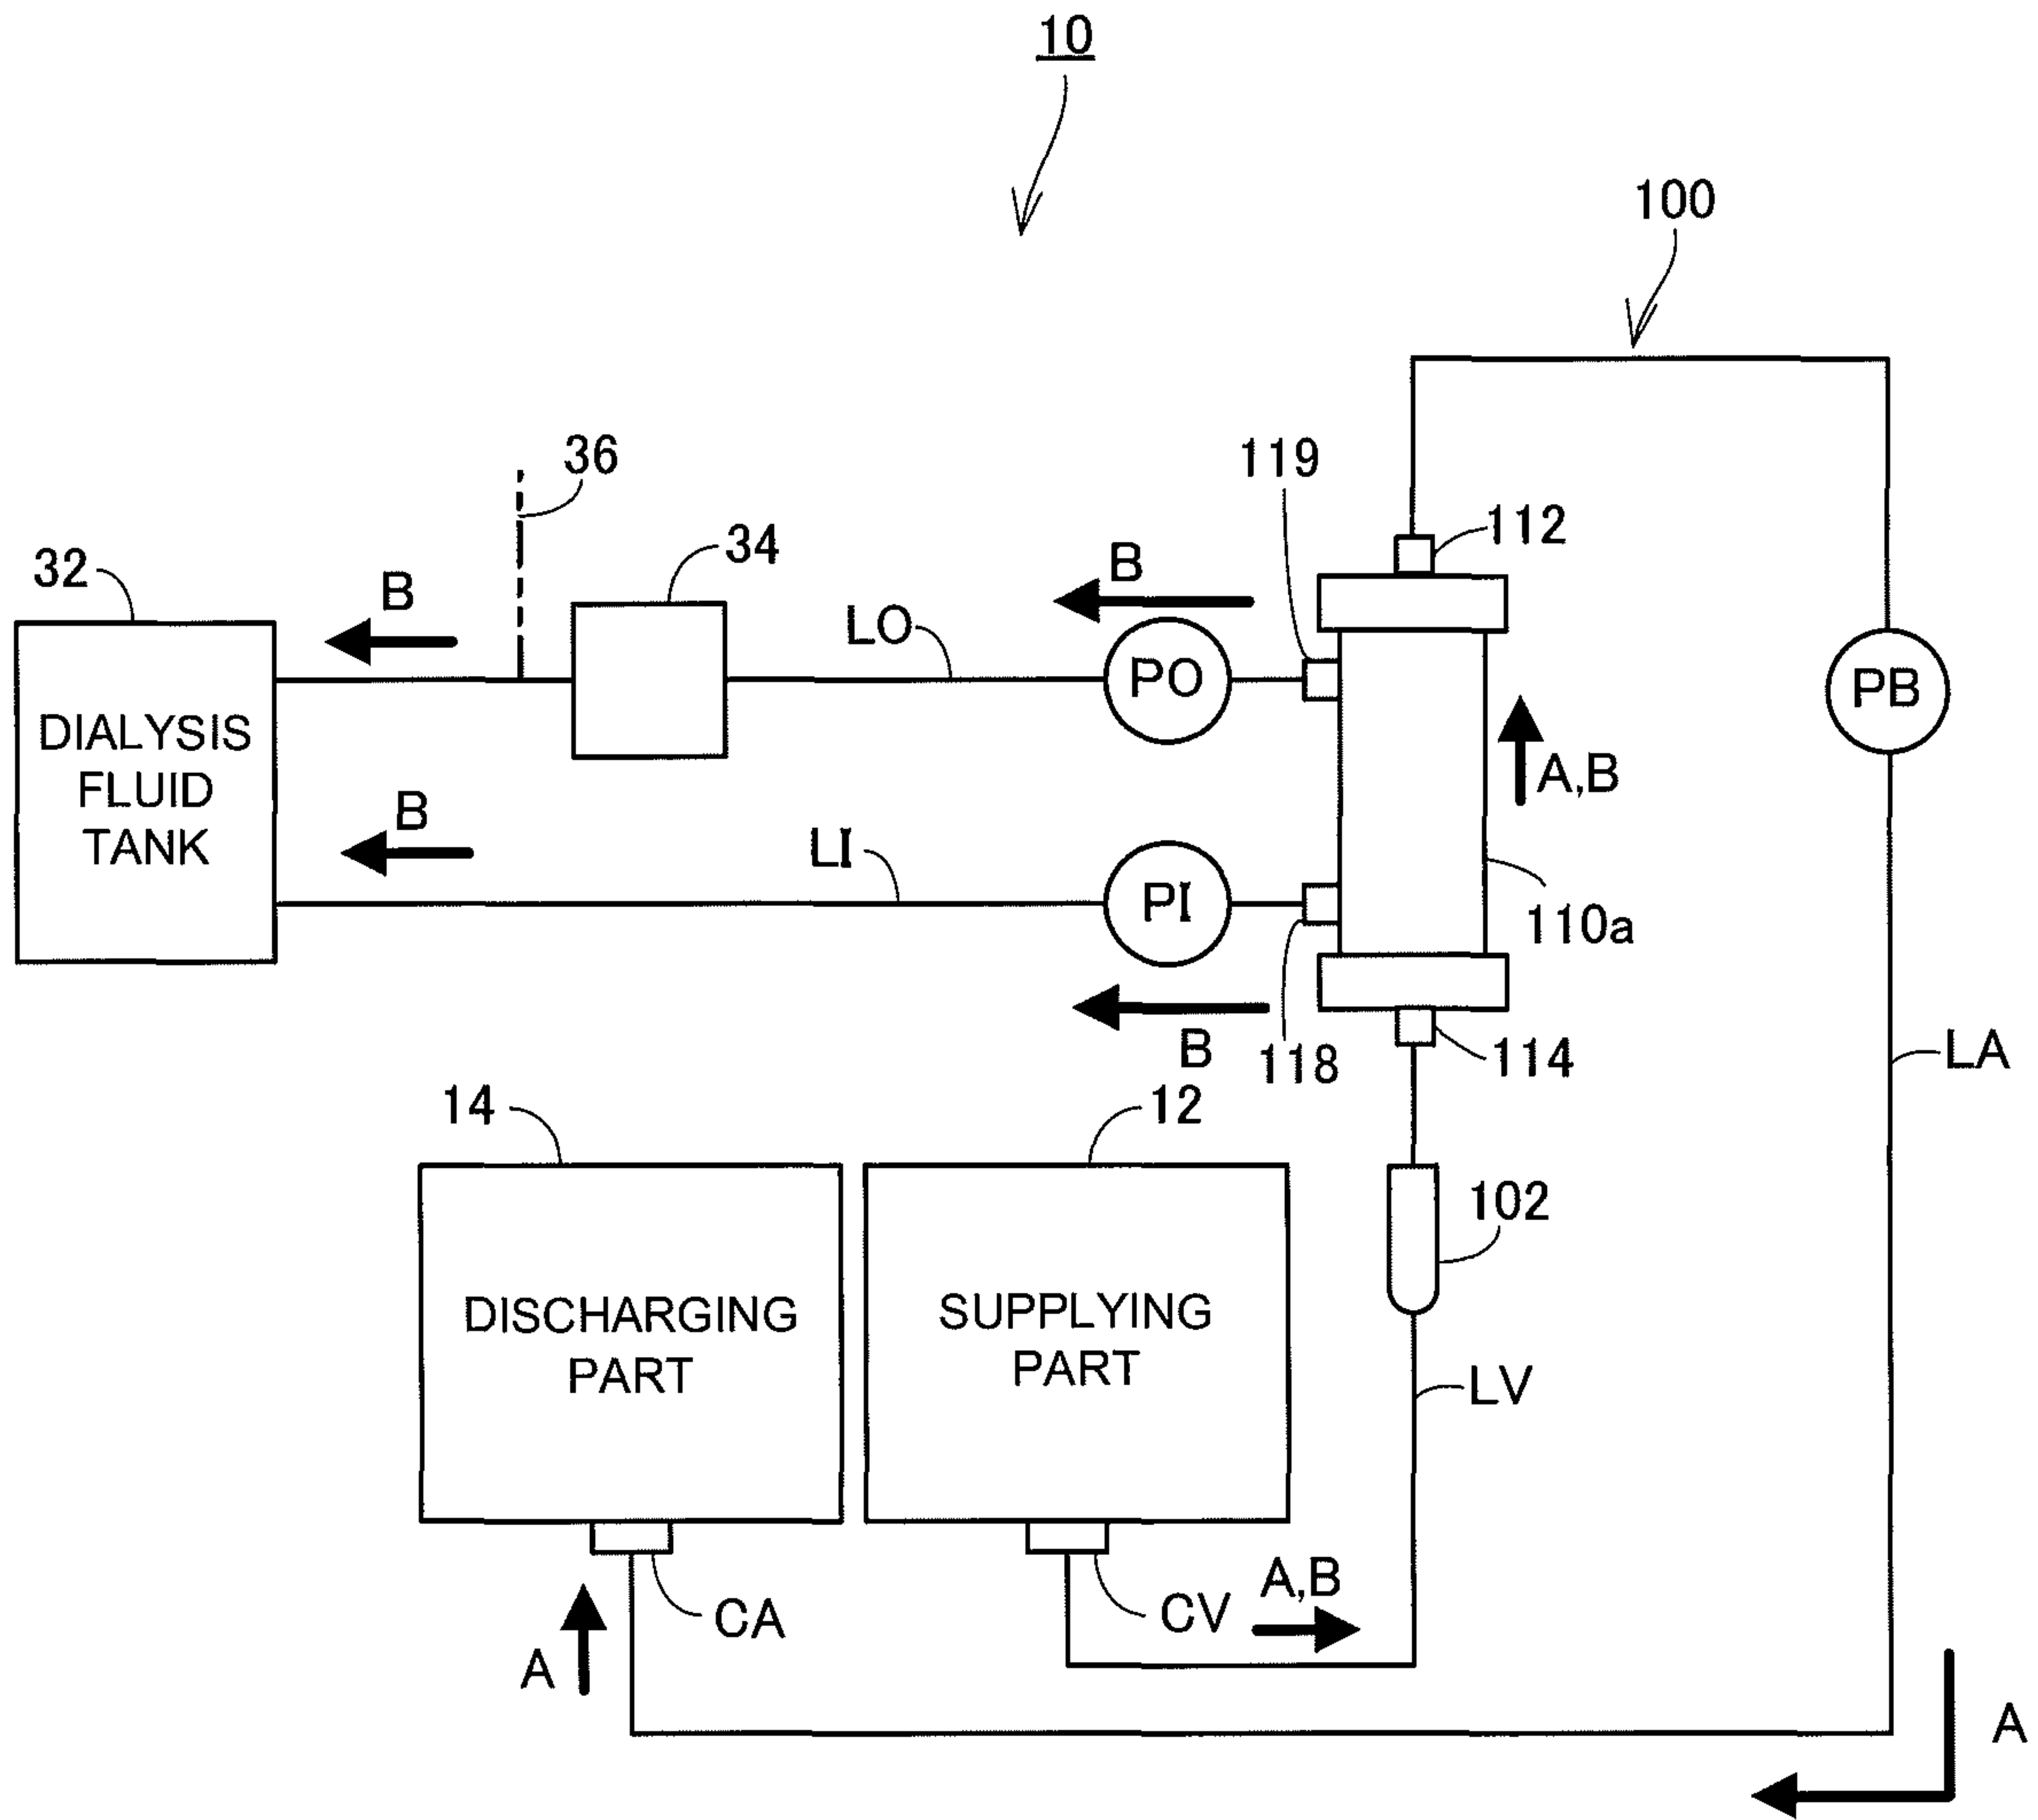 10
100
36
119
112
34
32
B
B
LO
PO
PB
DIALYSIS
FLUID
TANK
A,B
B
LI
PI
110a
B
118
114
LA
14
12
102
DISCHARGING
PART
SUPPLYING
PART
LV
A,B
CA
CV
A
A